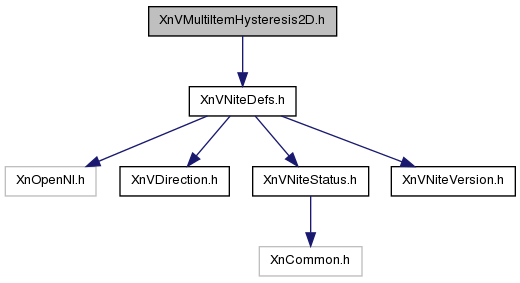 XnVMultiItemHysteresis2D.h
XnVNiteDefs.h
XnOpenNI.h
XnVDirection.h
XnVNiteStatus.h
XnVNiteVersion.h
XnCommon.h